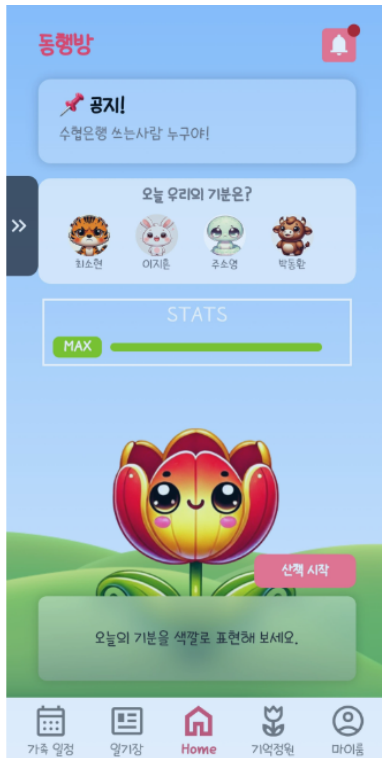 동행방
공지!
수협은행 쓰는사람 누구야!
오늘 우리의 기분은?
최소현
이지훈
주소영
박동환
STATS
MAX
산책 시작
오늘의 기분을 색깔로 표현해 보세요.
가족 일정
일기장
Home
기억정원
마이룸